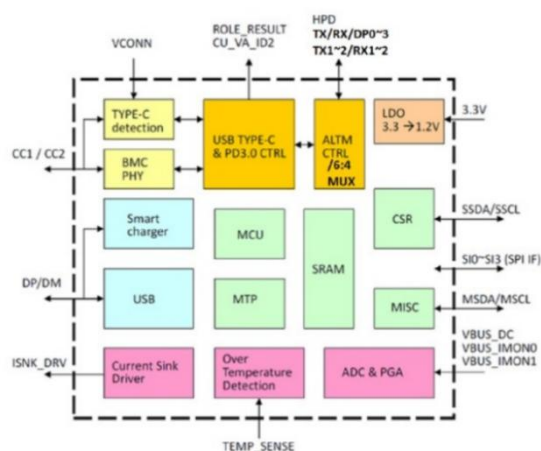 ROLE_RESULT
CU_VA_ID2
HPD
TX/RX/DP0~3
TX1~2/RX1~2
VCONN
TYPE-C
detection
BMC
PHY
USB TYPE-C
& PD3.0 CTRL
ALTM
CTRL
/6:4
MUX
LDO
3.3 →1.2V
3.3V
CC1 / CC2
Smart
charger
MCU
SRAM
CSR
SSDA/SSCL
SI0~SI3 (SPI IF)
DP/DM
USB
MTP
MISC
MSDA/MSCL
VBUS_DC
VBUS_IMON0
VBUS_IMON1
ISNK_DRV
Current Sink
Driver
Over
Temperature
Detection
ADC & PGA
TEMP_SENSE